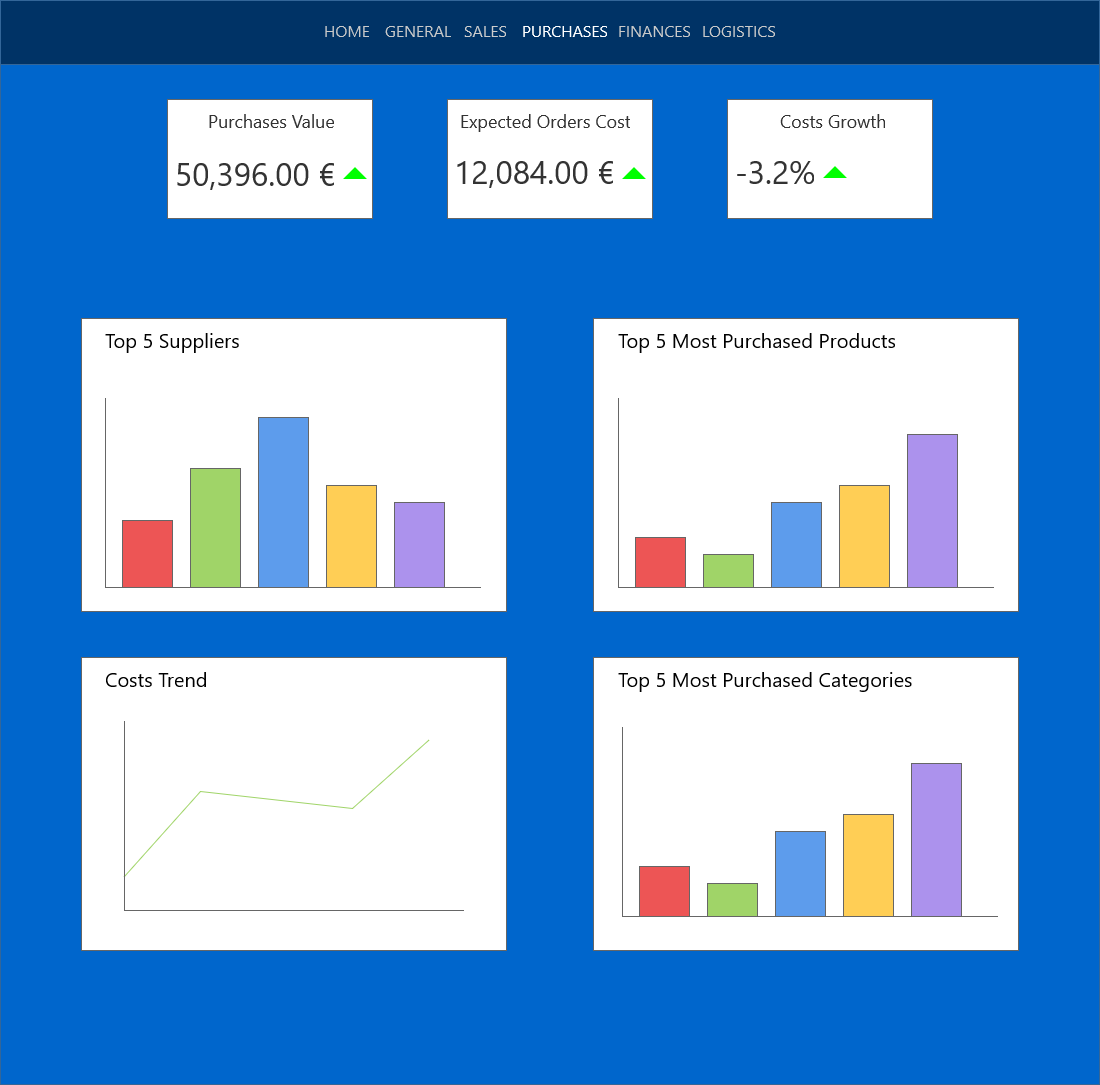 HOME GENERAL SALES PURCHASES FINANCES LOGISTICS
Purchases Value
50,396.00 €
Expected Orders Cost
12,084.00 €
Costs Growth
-3.2%
Top 5 Suppliers
Top 5 Most Purchased Products
Costs Trend
Top 5 Most Purchased Categories